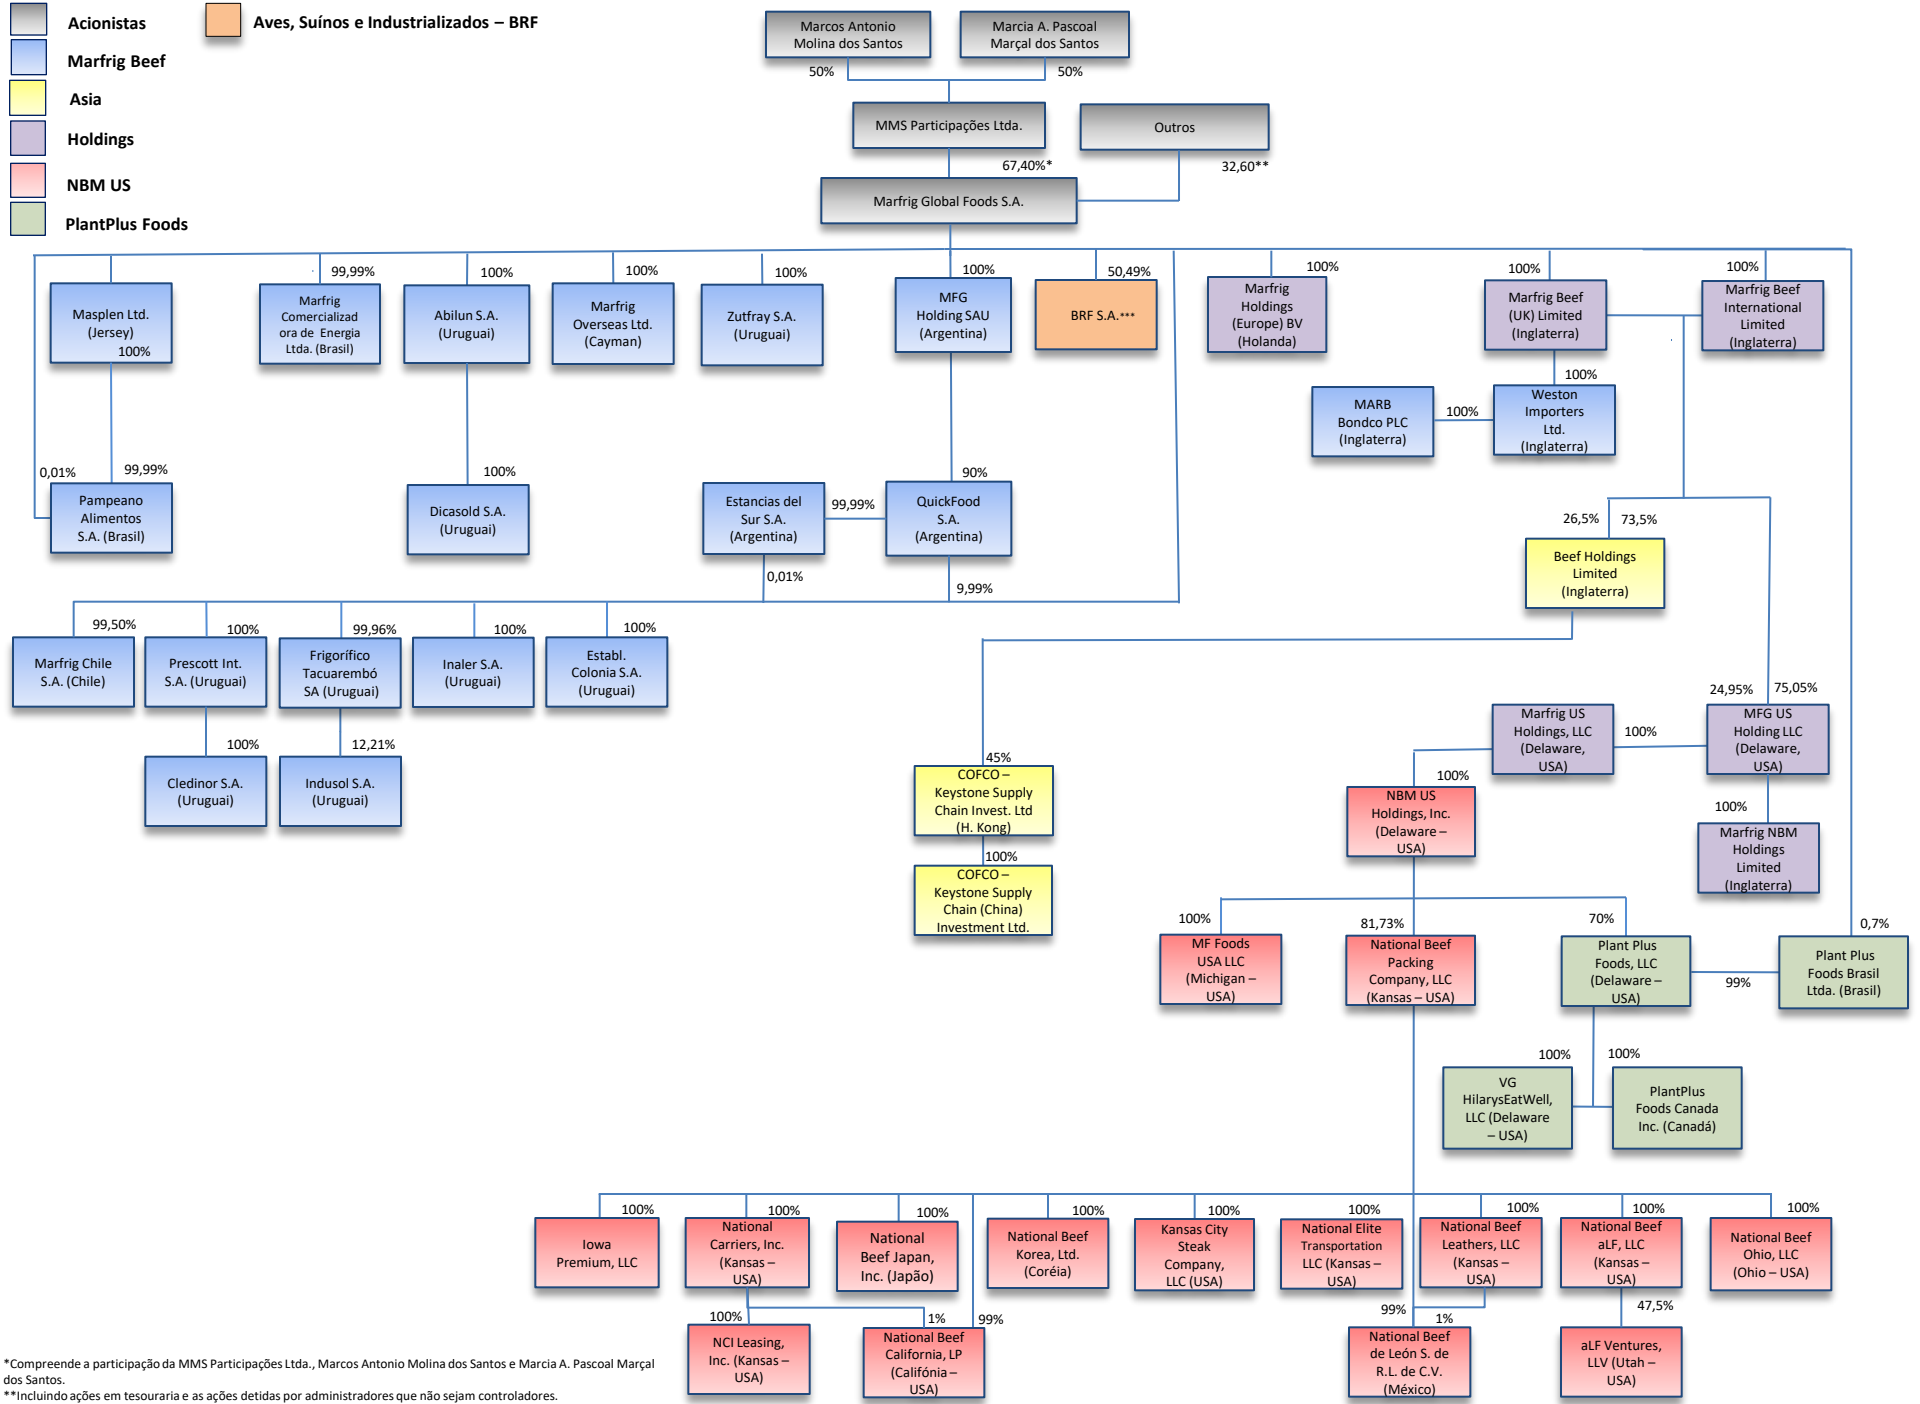 Acionistas
Aves, Suínos e Industrializados – BRF
Marfrig Beef
Asia
Holdings
NBM US
PlantPlus Foods
Marcos Antonio
Molina dos Santos
Marcia A. Pascoal
Marçal dos Santos
50%
50%
MMS Participações Ltda.
Outros
67,40%*
32,60**
Marfrig Global Foods S.A.
Masplen Ltd.
(Jersey)
100%
99,99%
Marfrig
Comercializad
ora de Energia
Ltda. (Brasil)
100%
Abilun S.A.
(Uruguai)
100%
Marfrig
Overseas Ltd.
(Cayman)
100%
Zutfray S.A.
(Uruguai)
100%
MFG
Holding SAU
(Argentina)
50,49%
BRF S.A.***
100%
Marfrig
Holdings
(Europe) BV
(Holanda)
100%
Marfrig Beef
(UK) Limited
(Inglaterra)
100%
Marfrig Beef
International
Limited
(Inglaterra)
100%
MARB
Bondco PLC
(Inglaterra)
100%
Weston
Importers
Ltd.
(Inglaterra)
0,01%
99,99%
Pampeano
Alimentos
S.A. (Brasil)
100%
Dicasold S.A.
(Uruguai)
Estancias del
Sur S.A.
(Argentina)
99,99%
90%
QuickFood
S.A.
(Argentina)
0,01%
9,99%
26,5%
73,5%
Beef Holdings
Limited
(Inglaterra)
99,50%
Marfrig Chile
S.A. (Chile)
100%
Prescott Int.
S.A. (Uruguai)
99,96%
Frigorífico
Tacuarembó
SA (Uruguai)
100%
Inaler S.A.
(Uruguai)
100%
Establ.
Colonia S.A.
(Uruguai)
100%
Cledinor S.A.
(Uruguai)
12,21%
Indusol S.A.
(Uruguai)
24,95%
75,05%
Marfrig US
Holdings, LLC
(Delaware,
USA)
100%
MFG US
Holding LLC
(Delaware,
USA)
45%
COFCO –
Keystone Supply
Chain Invest. Ltd
(H. Kong)
100%
COFCO –
Keystone Supply
Chain (China)
Investment Ltd.
100%
NBM US
Holdings, Inc.
(Delaware –
USA)
100%
Marfrig NBM
Holdings
Limited
(Inglaterra)
100%
MF Foods
USA LLC
(Michigan –
USA)
81,73%
National Beef
Packing
Company, LLC
(Kansas – USA)
70%
Plant Plus
Foods, LLC
(Delaware –
USA)
99%
0,7%
Plant Plus
Foods Brasil
Ltda. (Brasil)
100%
VG
HilarysEatWell,
LLC (Delaware
– USA)
100%
PlantPlus
Foods Canada
Inc. (Canadá)
100%
Iowa
Premium, LLC
100%
National
Carriers, Inc.
(Kansas –
USA)
100%
National
Beef Japan,
Inc. (Japão)
100%
National Beef
Korea, Ltd.
(Coréia)
100%
Kansas City
Steak
Company,
LLC (USA)
100%
National Elite
Transportation
LLC (Kansas –
USA)
100%
National Beef
Leathers, LLC
(Kansas –
USA)
100%
National Beef
aLF, LLC
(Kansas –
USA)
100%
National Beef
Ohio, LLC
(Ohio – USA)
100%
NCI Leasing,
Inc. (Kansas –
USA)
1%
99%
National Beef
California, LP
(Califónia –
USA)
99%
1%
National Beef
de León S. de
R.L. de C.V.
(México)
47,5%
aLF Ventures,
LLV (Utah –
USA)
*Compreende a participação da MMS Participações Ltda., Marcos Antonio Molina dos Santos e Marcia A. Pascoal Marçal
dos Santos.
**Incluindo ações em tesouraria e as ações detidas por administradores que não sejam controladores.